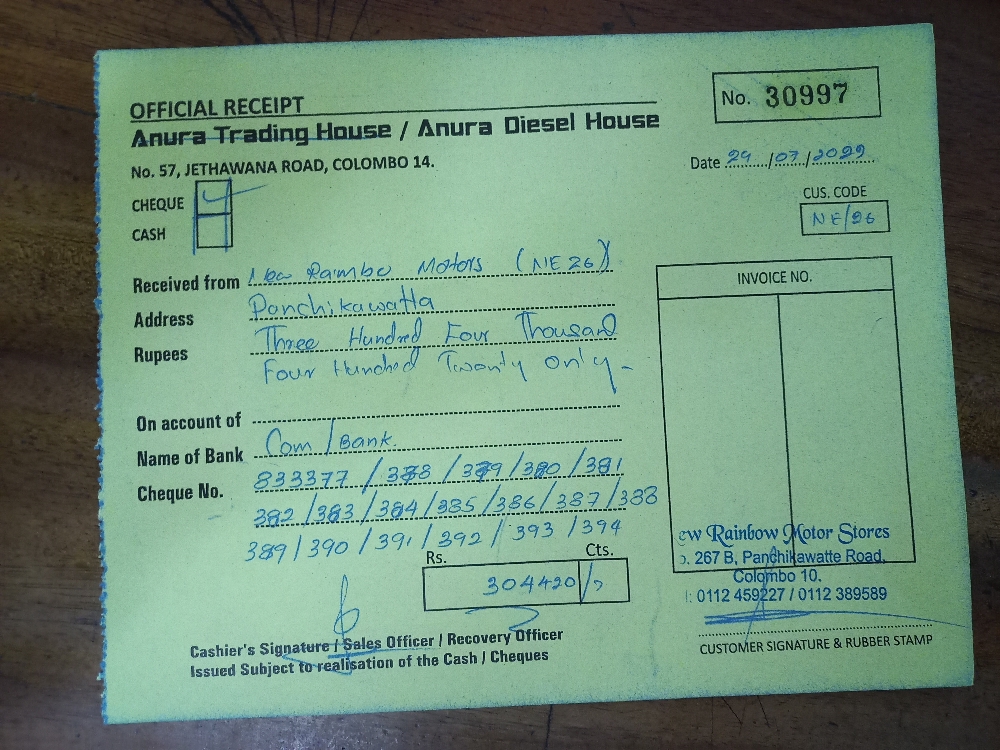 OFFICIAL RECEIPT
No. 30997
Anura Trading House / Anura Diesel House
No. 57, JETHAWANA ROAD, COLOMBO 14.
Date 29/07/2022
CHEQUE
CUS. CODE
CASH
NE/26
Received from New Rainbo Motors (NE 26)
INVOICE NO.
Address Panchikawatta
Rupees Three Hundred Four Thousand
Four Hundred Twenty only -
On account of
Name of Bank Com/Bank.
Cheque No. 833377 / 378 / 379 / 380 / 381
382 / 383 / 384 / 385 / 386 / 387 / 388
389 / 390 / 391 / 392 / 393 / 394
Rs. Cts.
304420/
ew Rainbow Motor Stores
o. 267 B, Panchikawatte Road,
Colombo 10.
l: 0112 459227 / 0112 389589
Cashier's Signature / Sales Officer / Recovery Officer
CUSTOMER SIGNATURE & RUBBER STAMP
Issued Subject to realisation of the Cash / Cheques